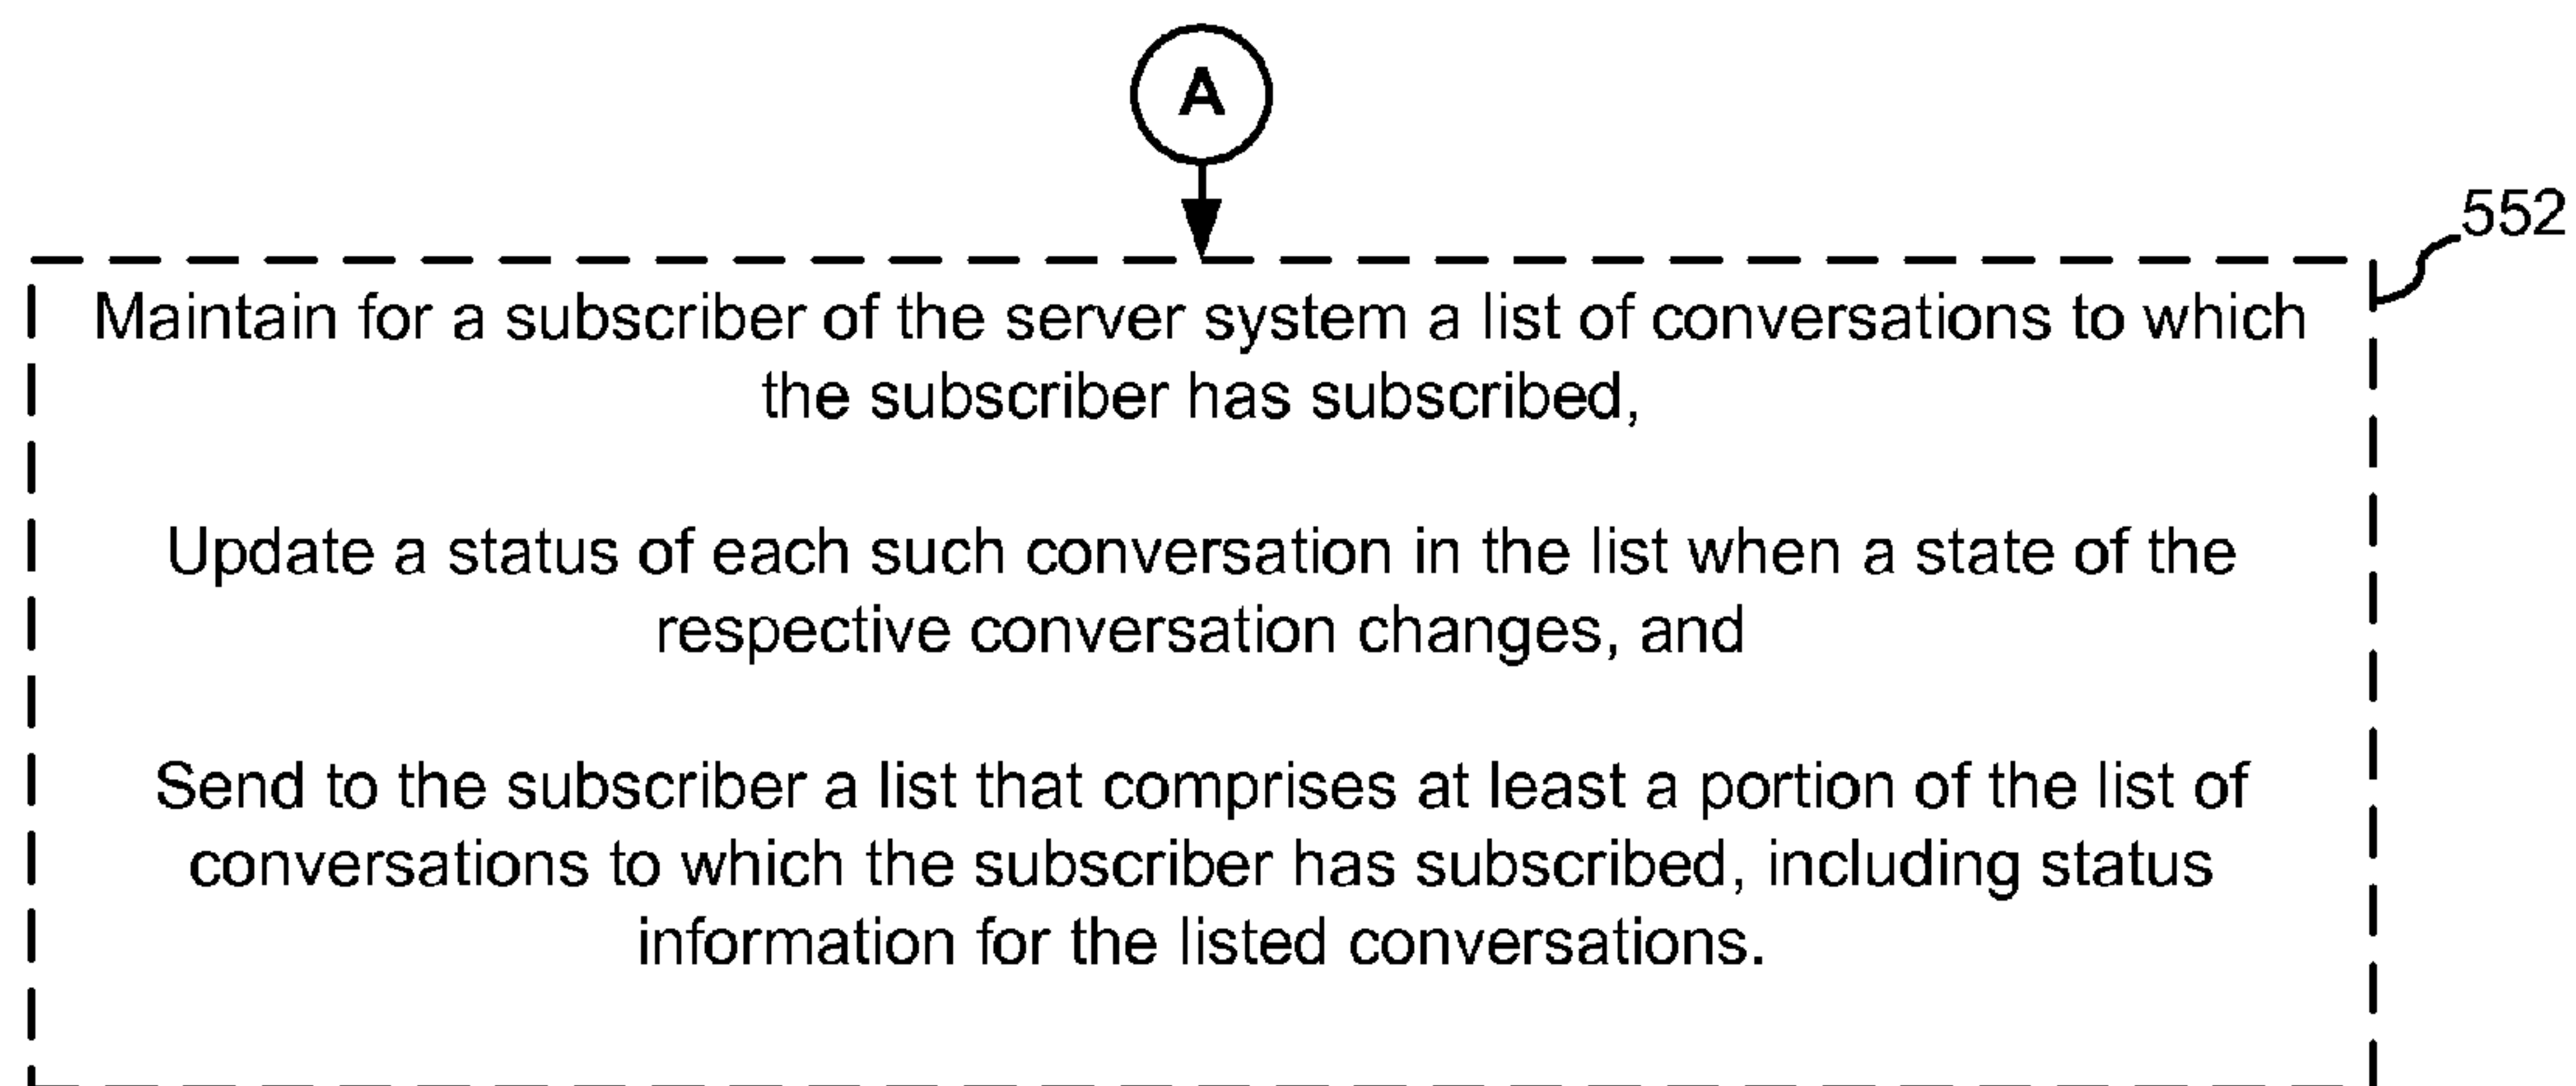 A
552
Maintain for a subscriber of the server system a list of conversations to which
the subscriber has subscribed,
Update a status of each such conversation in the list when a state of the
respective conversation changes, and
Send to the subscriber a list that comprises at least a portion of the list of
conversations to which the subscriber has subscribed, including status
information for the listed conversations.